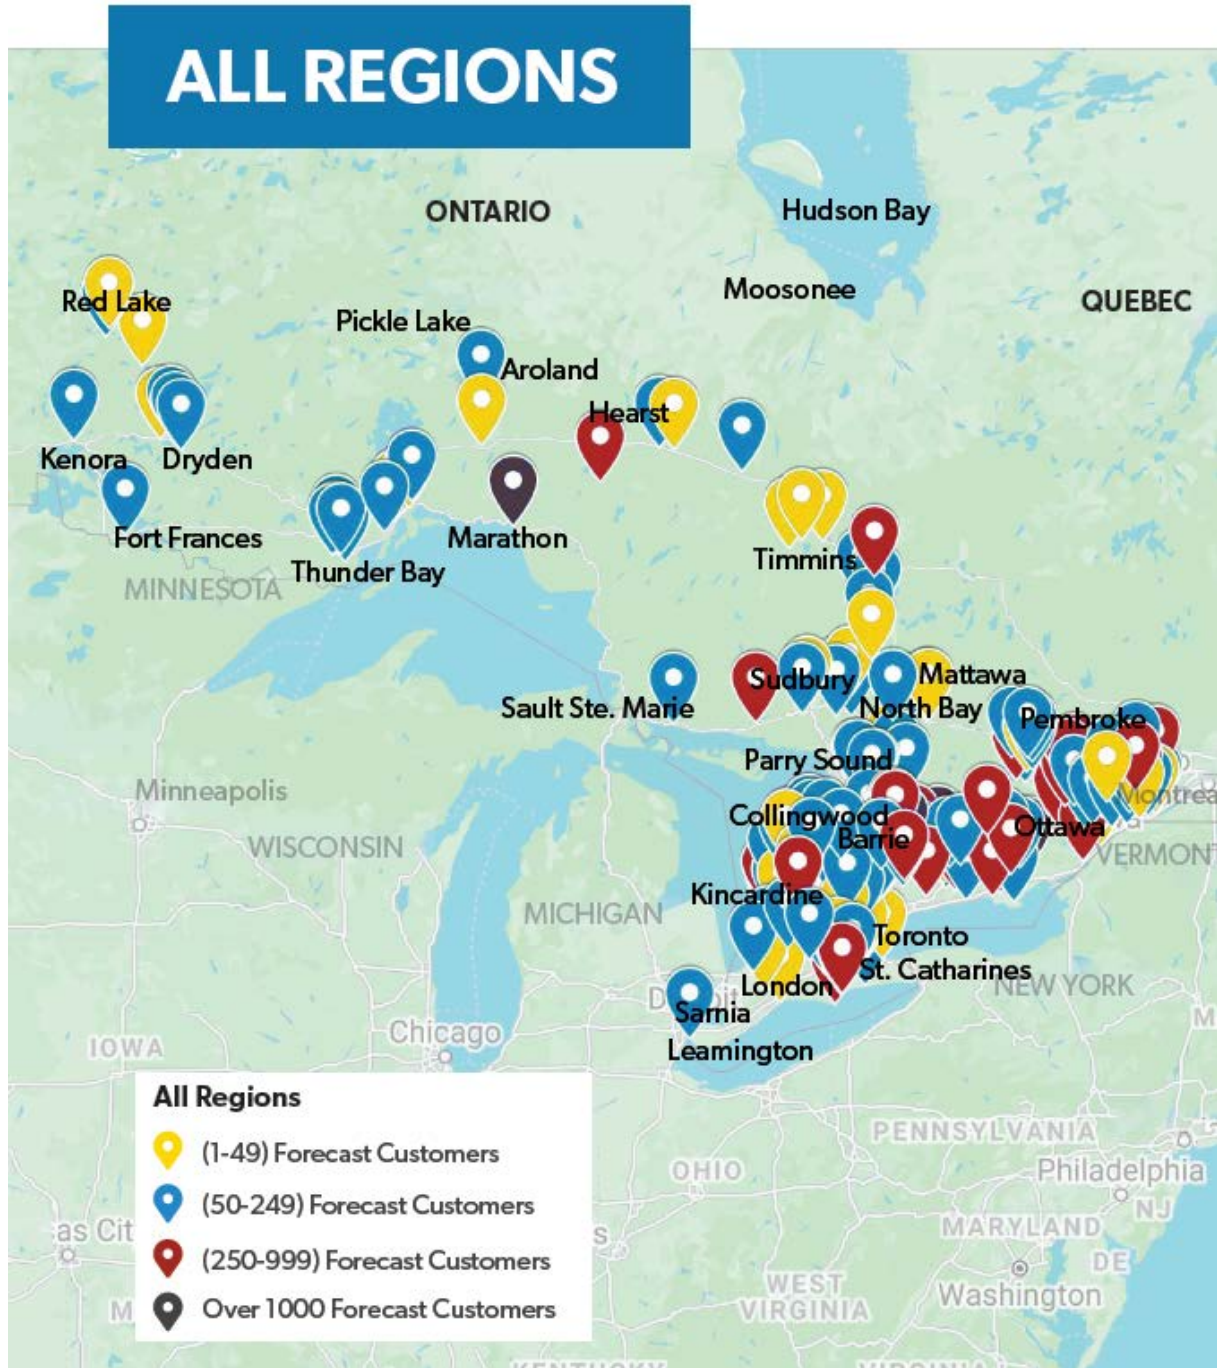 ALL REGIONS
ONTARIO
Hudson Bay
Moosonee
QUEBEC
Red Lake
Pickle Lake
Aroland
Hearst
Kenora
Dryden
Fort Frances
Marathon
Timmins
Thunder Bay
MINNESOTA
Sudbury
Mattawa
Sault Ste. Marie
North Bay
Pembroke
Parry Sound
Minneapolis
Montrea
Collingwood
Ottawa
WISCONSIN
Barrie
VERMONT
Kincardine
MICHIGAN
Toronto
St. Catharines
London
NEW YORK
Sarnia
Chicago
IOWA
Leamington
All Regions
(1-49) Forecast Customers
(50-249) Forecast Customers
(250-999) Forecast Customers
Over 1000 Forecast Customers
PENNSYLVANIA
OHIO
Philadelphia
NJ
as Cit
MARYLAND
DE
WEST
VIRGINIA
Washington
KENTUCKY